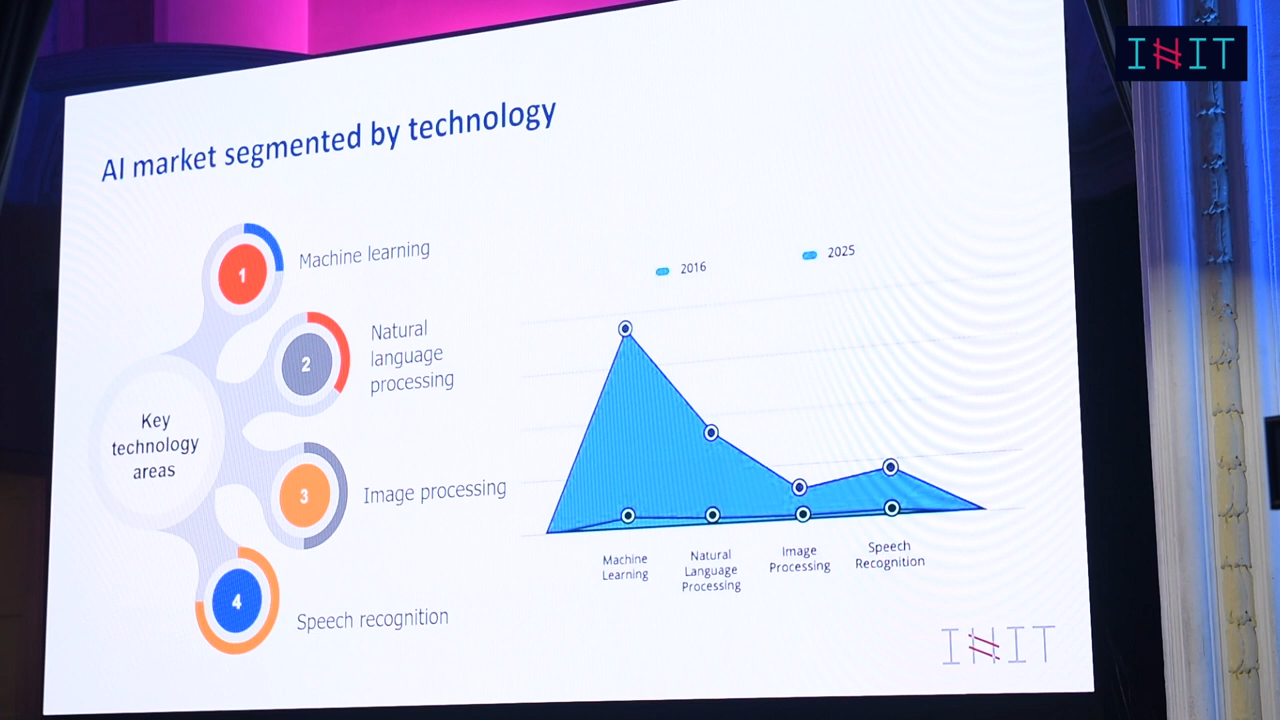 INIT
AI market segmented by technology
1
Machine learning
2
Natural
language
processing
Key
technology
areas
3
Image processing
4
Speech recognition
2016
2025
Machine
Learning
Natural
Language
Processing
Image
Processing
Speech
Recognition
INIT